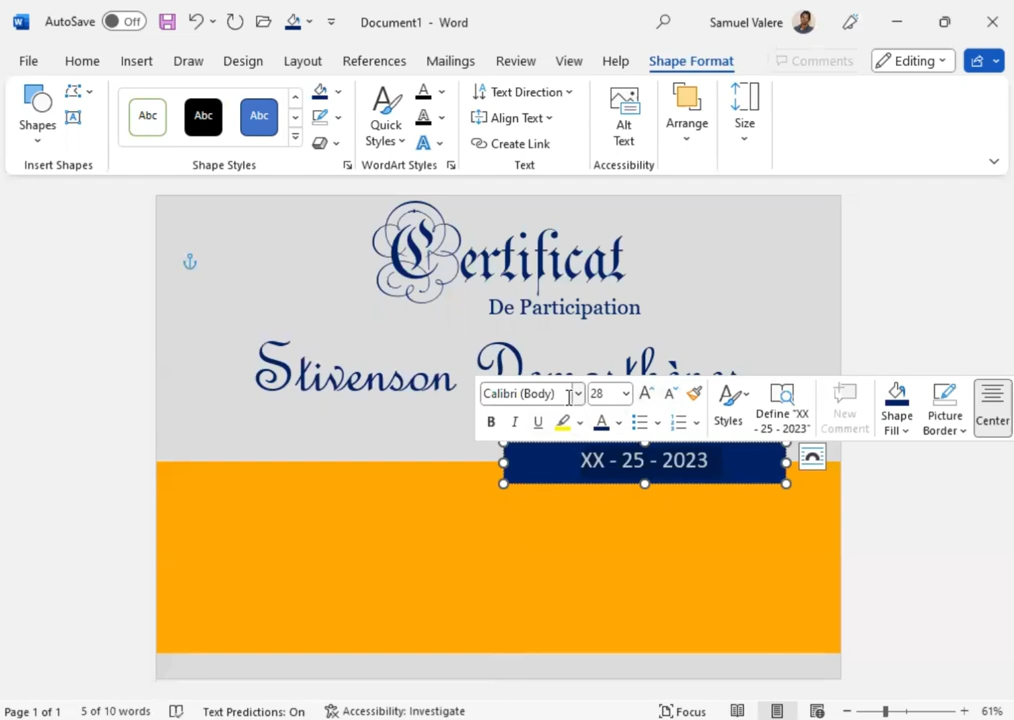 AutoSave Off Document1 - Word Samuel Valere
File Home Insert Draw Design Layout References Mailings Review View Help Shape Format Comments Editing
Shapes
Abc Abc Abc
Quick Styles
Text Direction
Align Text
Create Link
Alt Text
Arrange
Size
Insert Shapes Shape Styles WordArt Styles Text Accessibility
Certificat
De Participation
Stivenson Demosthènes
Calibri (Body) 28
B I U A
Styles
Define "XX - 25 - 2023"
New Comment
Shape Fill
Picture Border
Center
XX - 25 - 2023
Page 1 of 1 5 of 10 words Text Predictions: On Accessibility: Investigate Focus 61%